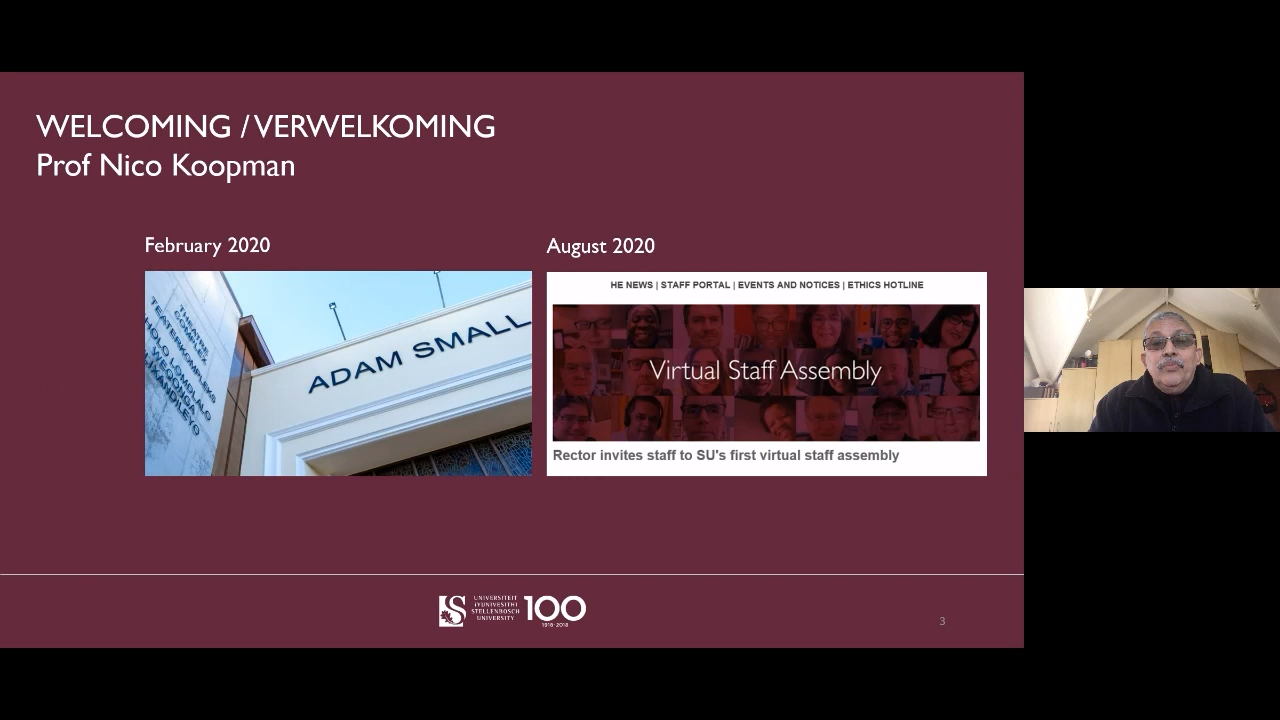 WELCOMING / VERWELKOMING
Prof Nico Koopman
February 2020
August 2020
THEATRE
COMPLEX
TEATERKOMPLEKS
ADAM SMALL
HE NEWS | STAFF PORTAL | EVENTS AND NOTICES | ETHICS HOTLINE
Virtual Staff Assembly
Rector invites staff to SU's first virtual staff assembly
UNIVERSITEIT
IYUNIVESITHI
STELLENBOSCH
UNIVERSITY
100
1918-2018
3